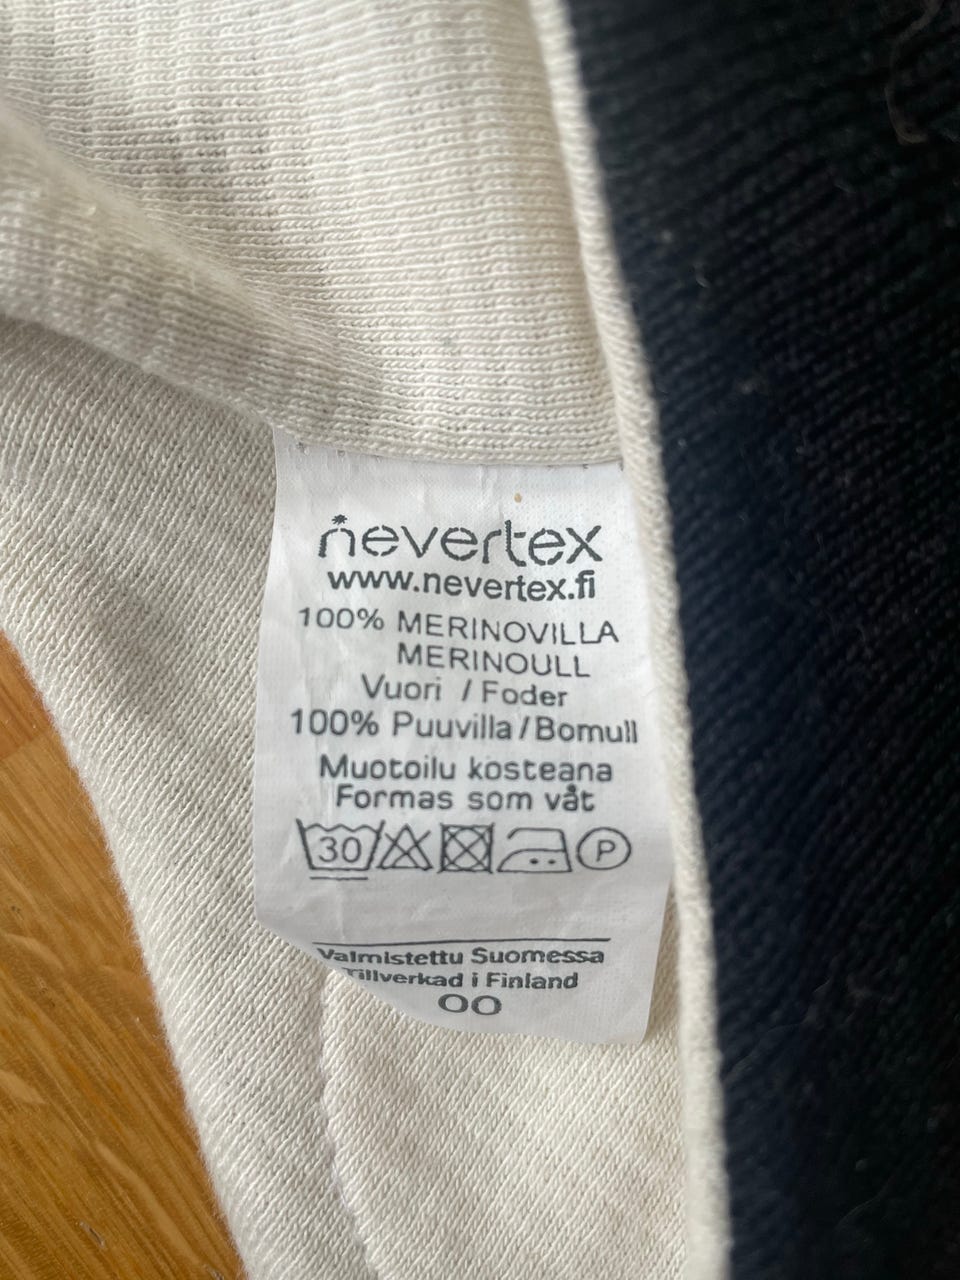 nevertex
www.nevertex.fi
100% MERINOVILLA
MERINOULL
Vuori / Foder
100% Puuvilla/Bomull
Muotoilu kosteana
Formas som våt
30 P
Valmistettu Suomessa
Tillverkad i Finland
00